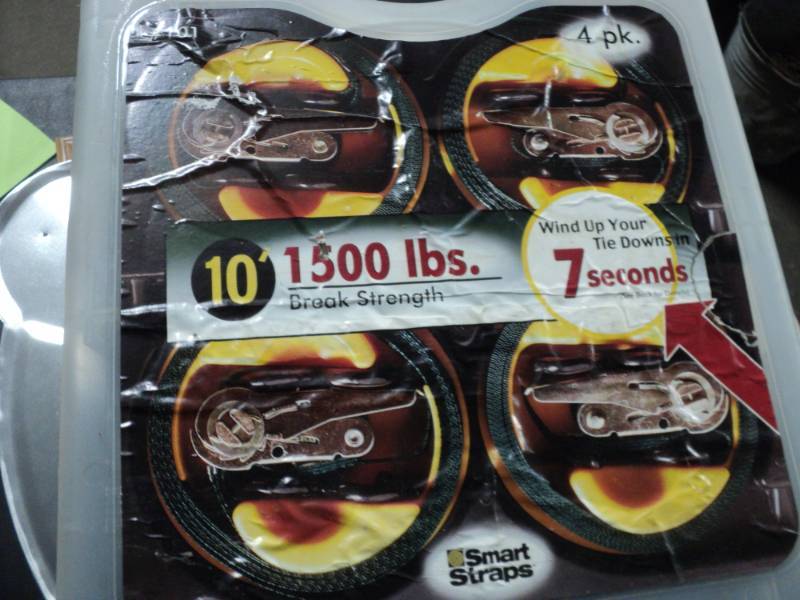 4 pk.
10' 1500 lbs.
Break Strength
Wind Up Your
Tie Downs in
7 seconds
Smart
Straps